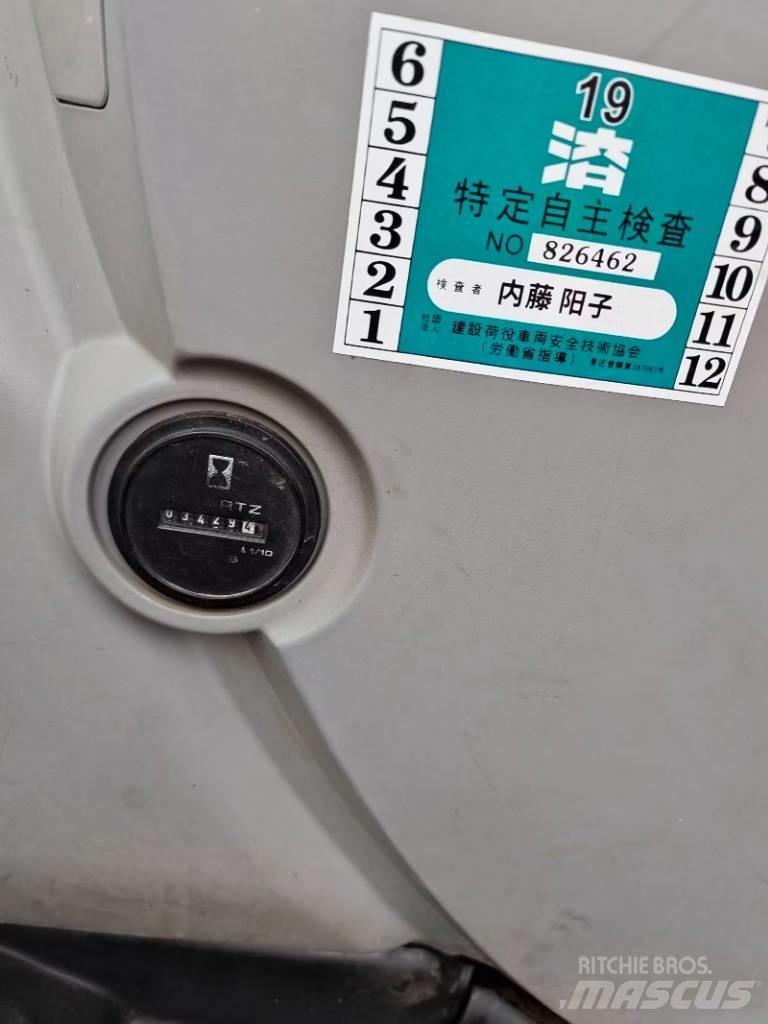 19
済
特定自主検査
NO 826462
検査者 内藤 阳子
社団法人 建設荷役車両安全技術協会
(労働省指導)
6
5
4
3
2
1
8
9
10
11
12
RTZ
1/10
RITCHIE BROS.
MASCUS